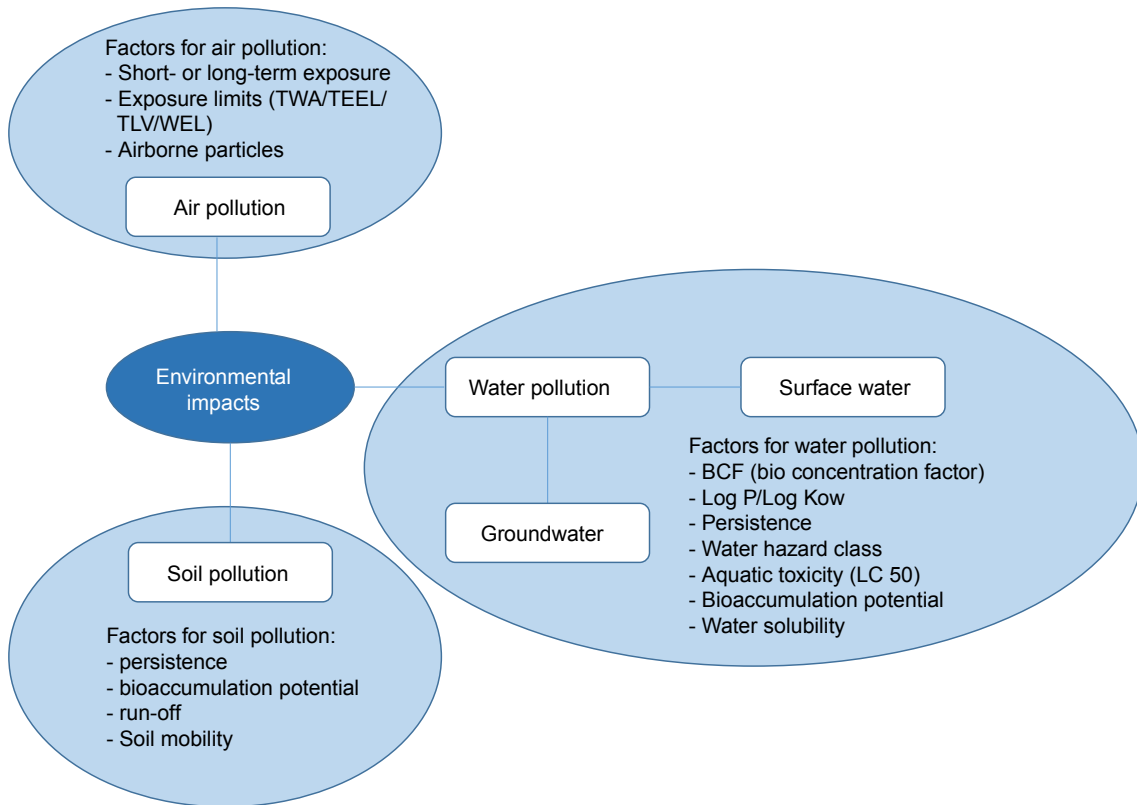 Factors for air pollution:
- Short- or long-term exposure
- Exposure limits (TWA/TEEL/
TLV/WEL)
- Airborne particles
Air pollution
Environmental
impacts
Water pollution
Surface water
Groundwater
Factors for water pollution:
- BCF (bio concentration factor)
- Log P/Log Kow
- Persistence
- Water hazard class
- Aquatic toxicity (LC 50)
- Bioaccumulation potential
- Water solubility
Soil pollution
Factors for soil pollution:
- persistence
- bioaccumulation potential
- run-off
- Soil mobility